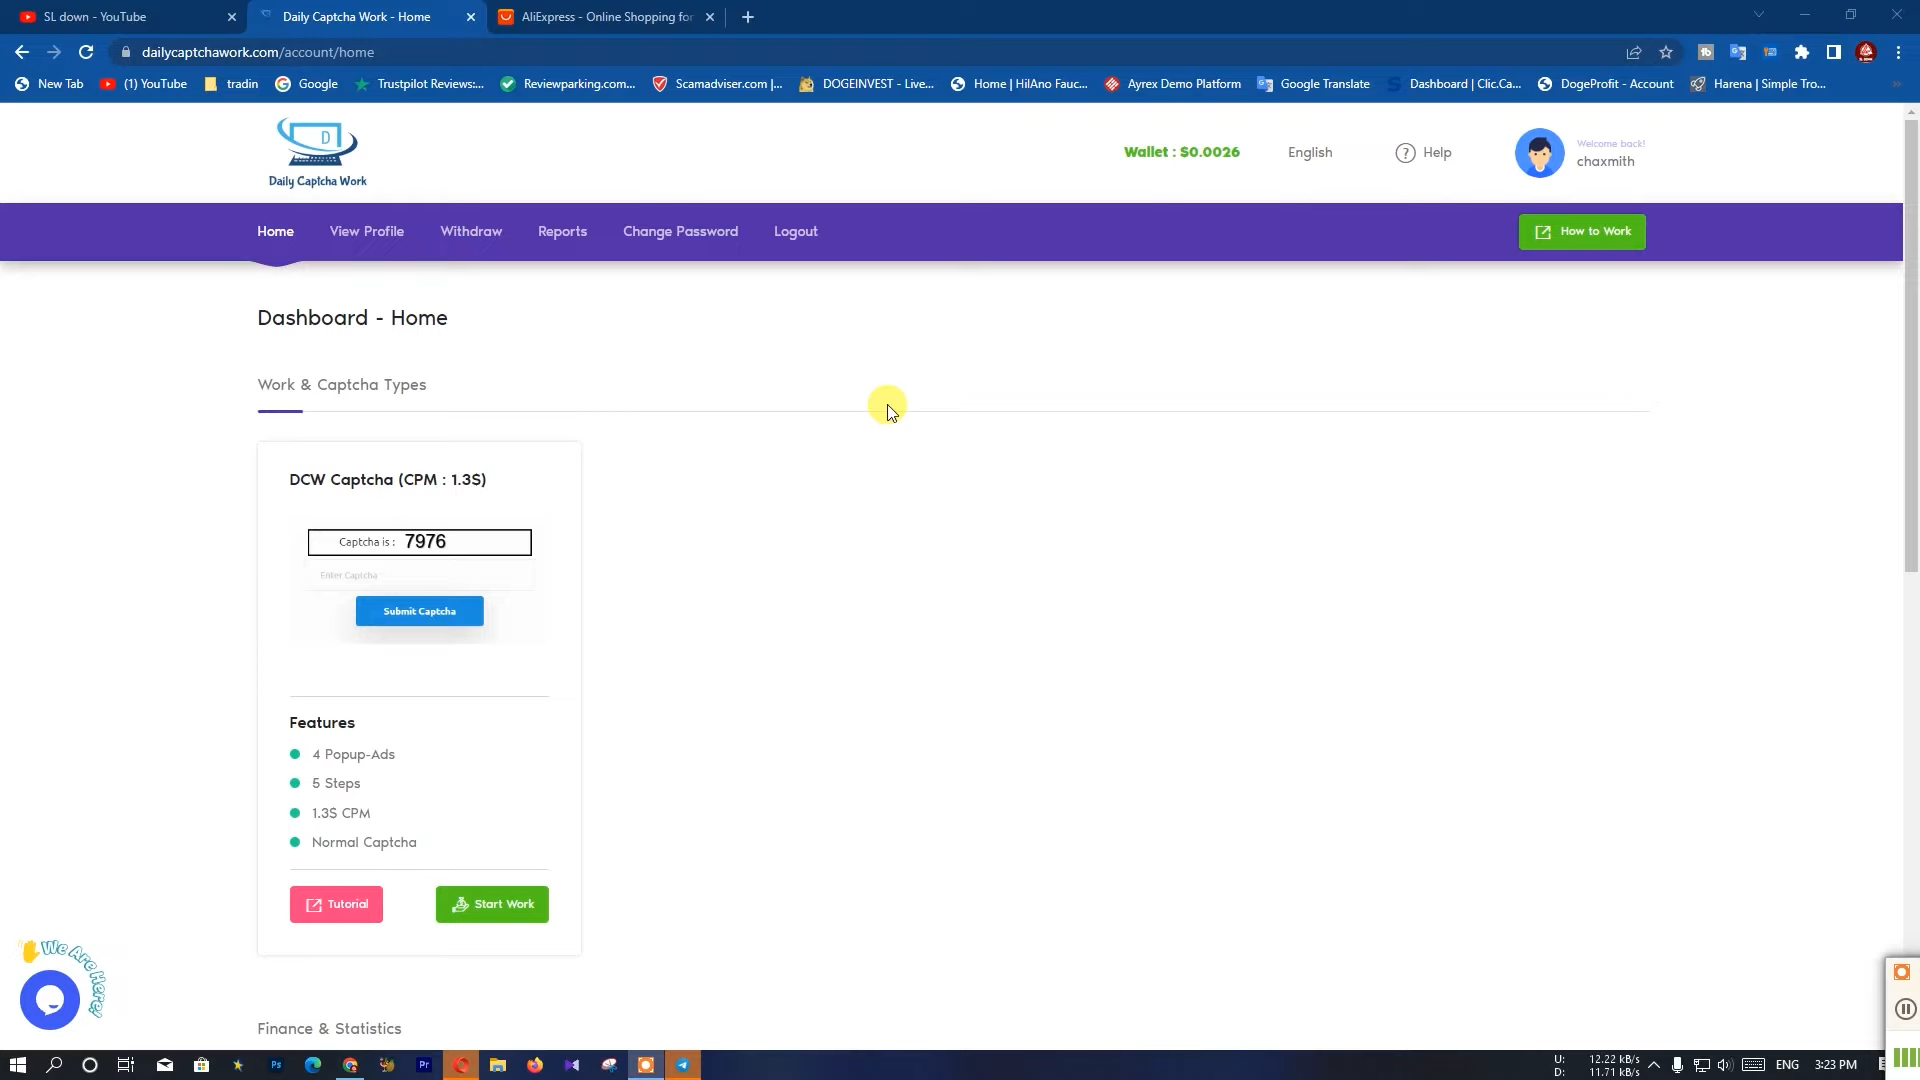 SL down - YouTube
Daily Captcha Work - Home
AliExpress - Online Shopping for
dailycaptchawork.com/account/home
New Tab
(1) YouTube
tradin
Google
Trustpilot Reviews:...
Reviewparking.com...
Scamadviser.com |...
DOGEINVEST - Live...
Home | HilAno Fauc...
Ayrex Demo Platform
Google Translate
Dashboard | Clic.Ca...
DogeProfit - Account
Harena | Simple Tro...
D
Daily Captcha Work
Wallet : $0.0026
English
? Help
Welcome back!
chaxmith
Home
View Profile
Withdraw
Reports
Change Password
Logout
How to Work
Dashboard - Home
Work & Captcha Types
DCW Captcha (CPM : 1.3$)
Captcha is : 7976
Enter Captcha
Submit Captcha
Features
4 Popup-Ads
5 Steps
1.3$ CPM
Normal Captcha
Tutorial
Start Work
We Are Here!
Finance & Statistics
Ps
Pr
U: 12.22 kB/s
D: 11.71 kB/s
ENG
3:23 PM